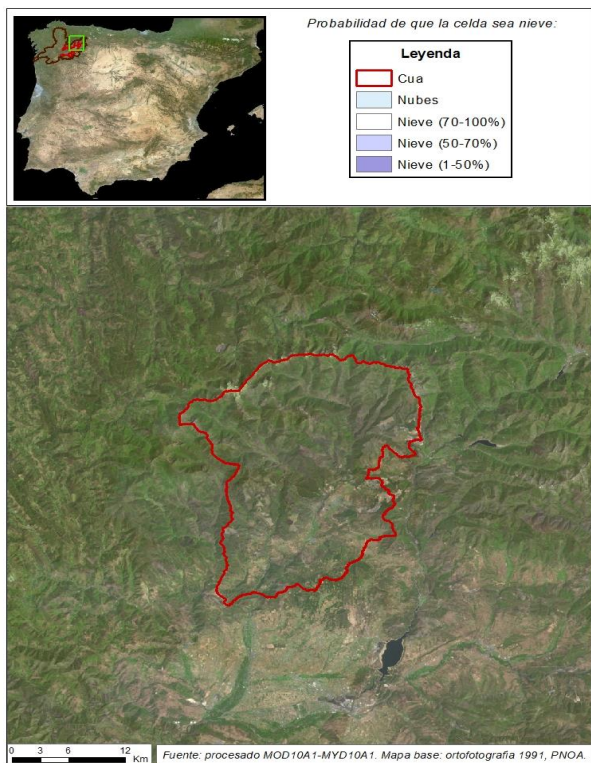 Probabilidad de que la celda sea nieve:
Leyenda
Cua
Nubes
Nieve (70-100%)
Nieve (50-70%)
Nieve (1-50%)
0 3 6 12
Km
Fuente: procesado MOD10A1-MYD10A1. Mapa base: ortofotografia 1991, PNOA.